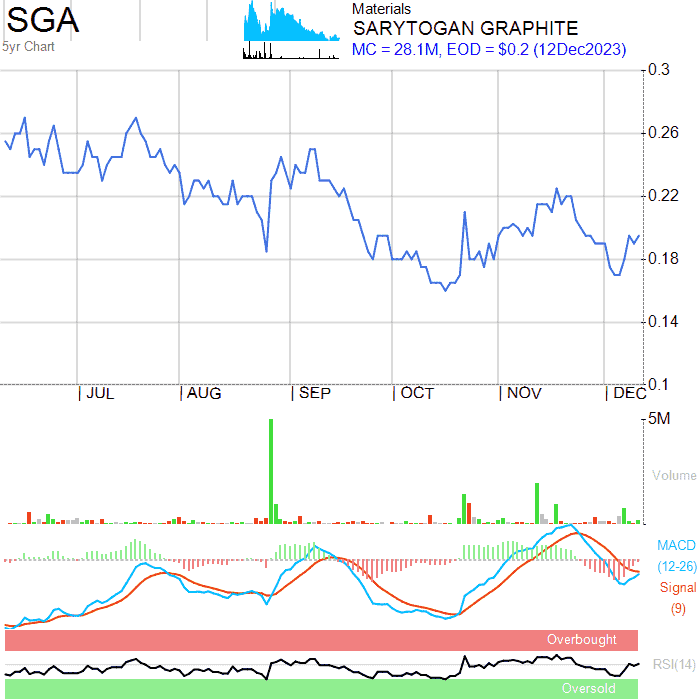 SGA
5yr Chart
Materials
SARYTOGAN GRAPHITE
MC = 28.1M, EOD = $0.2 (12Dec2023)
0.3
0.26
0.22
0.18
0.14
0.1
JUL AUG SEP OCT NOV DEC
5M
Volume
MACD
(12-26)
Signal
(9)
Overbought
RSI(14)
Oversold